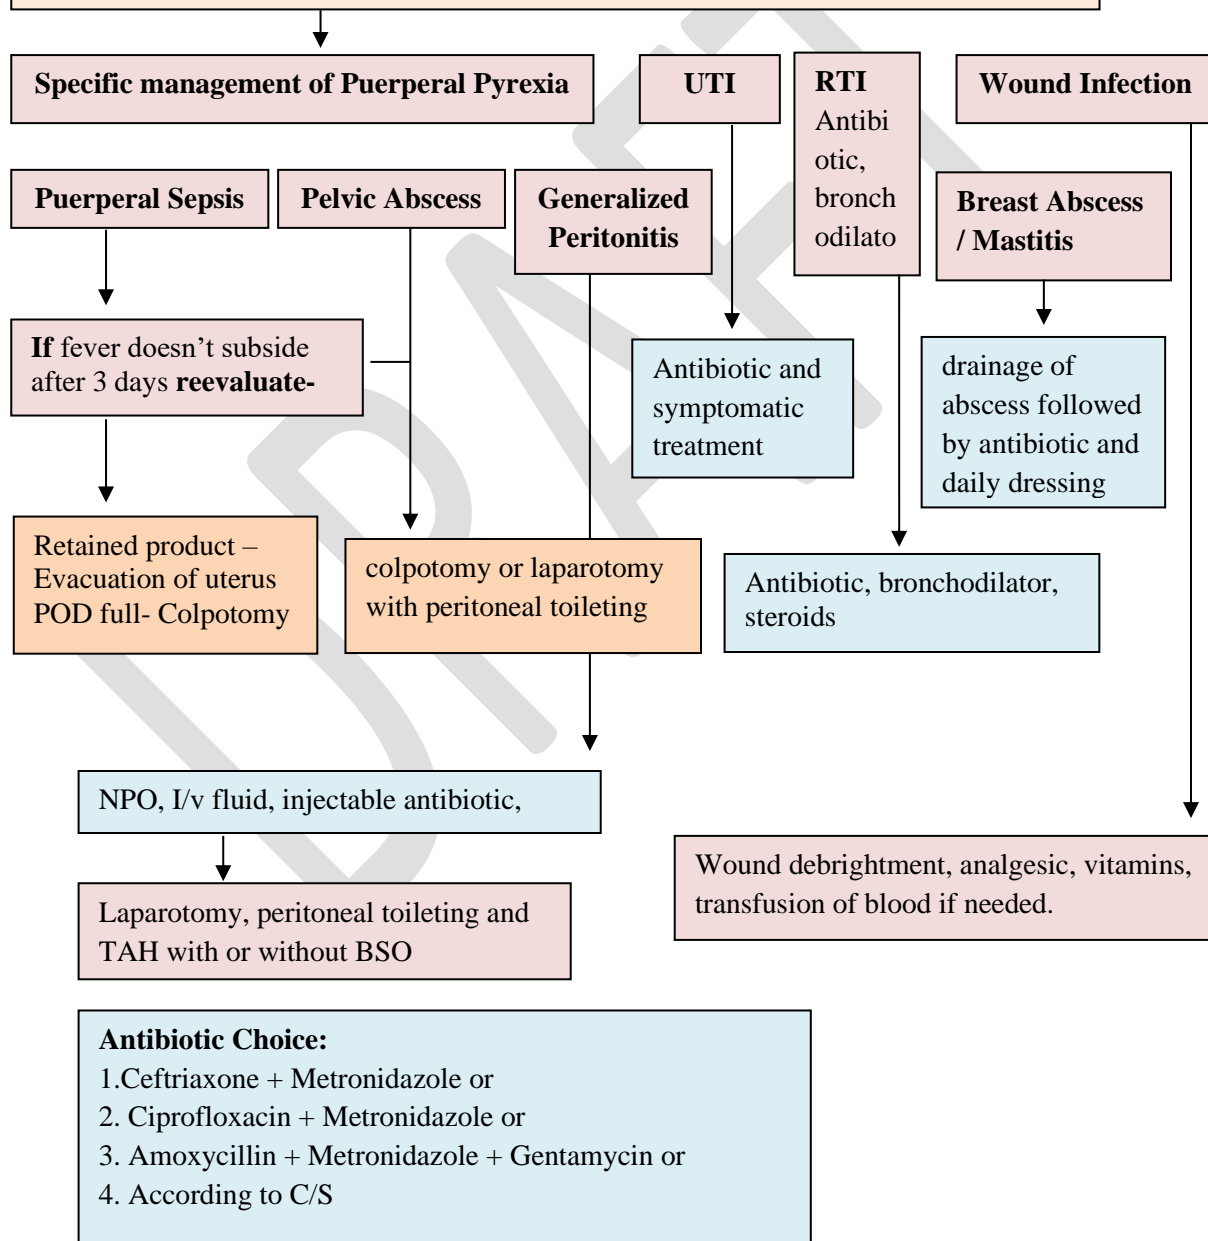 Specific management of Puerperal Pyrexia
UTI
RTI
Antibi
otic,
bronch
odilato
Wound Infection
Puerperal Sepsis
Pelvic Abscess
Generalized
Peritonitis
Breast Abscess
/ Mastitis
If fever doesn’t subside
after 3 days reevaluate-
Antibiotic and
symptomatic
treatment
drainage of
abscess followed
by antibiotic and
daily dressing
Retained product –
Evacuation of uterus
POD full- Colpotomy
colpotomy or laparotomy
with peritoneal toileting
Antibiotic, bronchodilator,
steroids
NPO, I/v fluid, injectable antibiotic,
Wound debrightment, analgesic, vitamins,
transfusion of blood if needed.
Laparotomy, peritoneal toileting and
TAH with or without BSO
Antibiotic Choice:
1.Ceftriaxone + Metronidazole or
2. Ciprofloxacin + Metronidazole or
3. Amoxycillin + Metronidazole + Gentamycin or
4. According to C/S
DRAFT